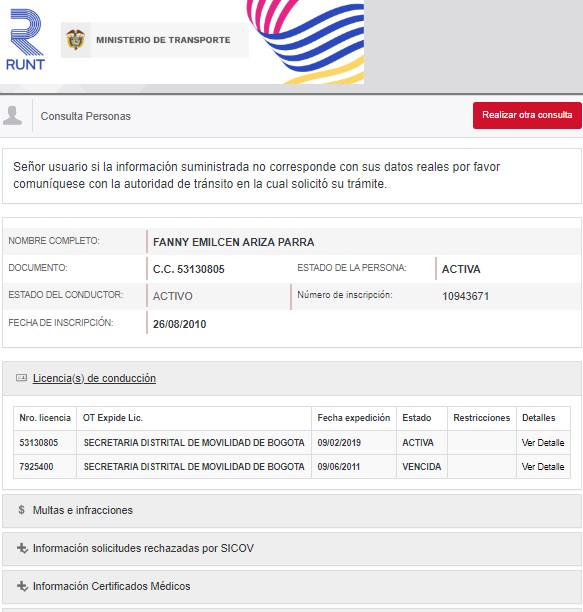 RUNT
MINISTERIO DE TRANSPORTE
Consulta Personas
Realizar otra consulta
Señor usuario si la información suministrada no corresponde con sus datos reales por favor
comuníquese con la autoridad de tránsito en la cual solicitó su trámite.
NOMBRE COMPLETO: FANNY EMILCEN ARIZA PARRA
DOCUMENTO: C.C. 53130805 ESTADO DE LA PERSONA: ACTIVA
ESTADO DEL CONDUCTOR: ACTIVO Número de inscripción: 10943671
FECHA DE INSCRIPCIÓN: 26/08/2010
Licencia(s) de conducción
Nro. licencia OT Expide Lic. Fecha expedición Estado Restricciones Detalles
53130805 SECRETARIA DISTRITAL DE MOVILIDAD DE BOGOTA 09/02/2019 ACTIVA Ver Detalle
7925400 SECRETARIA DISTRITAL DE MOVILIDAD DE BOGOTA 09/06/2011 VENCIDA Ver Detalle
$ Multas e infracciones
Información solicitudes rechazadas por SICOV
Información Certificados Médicos